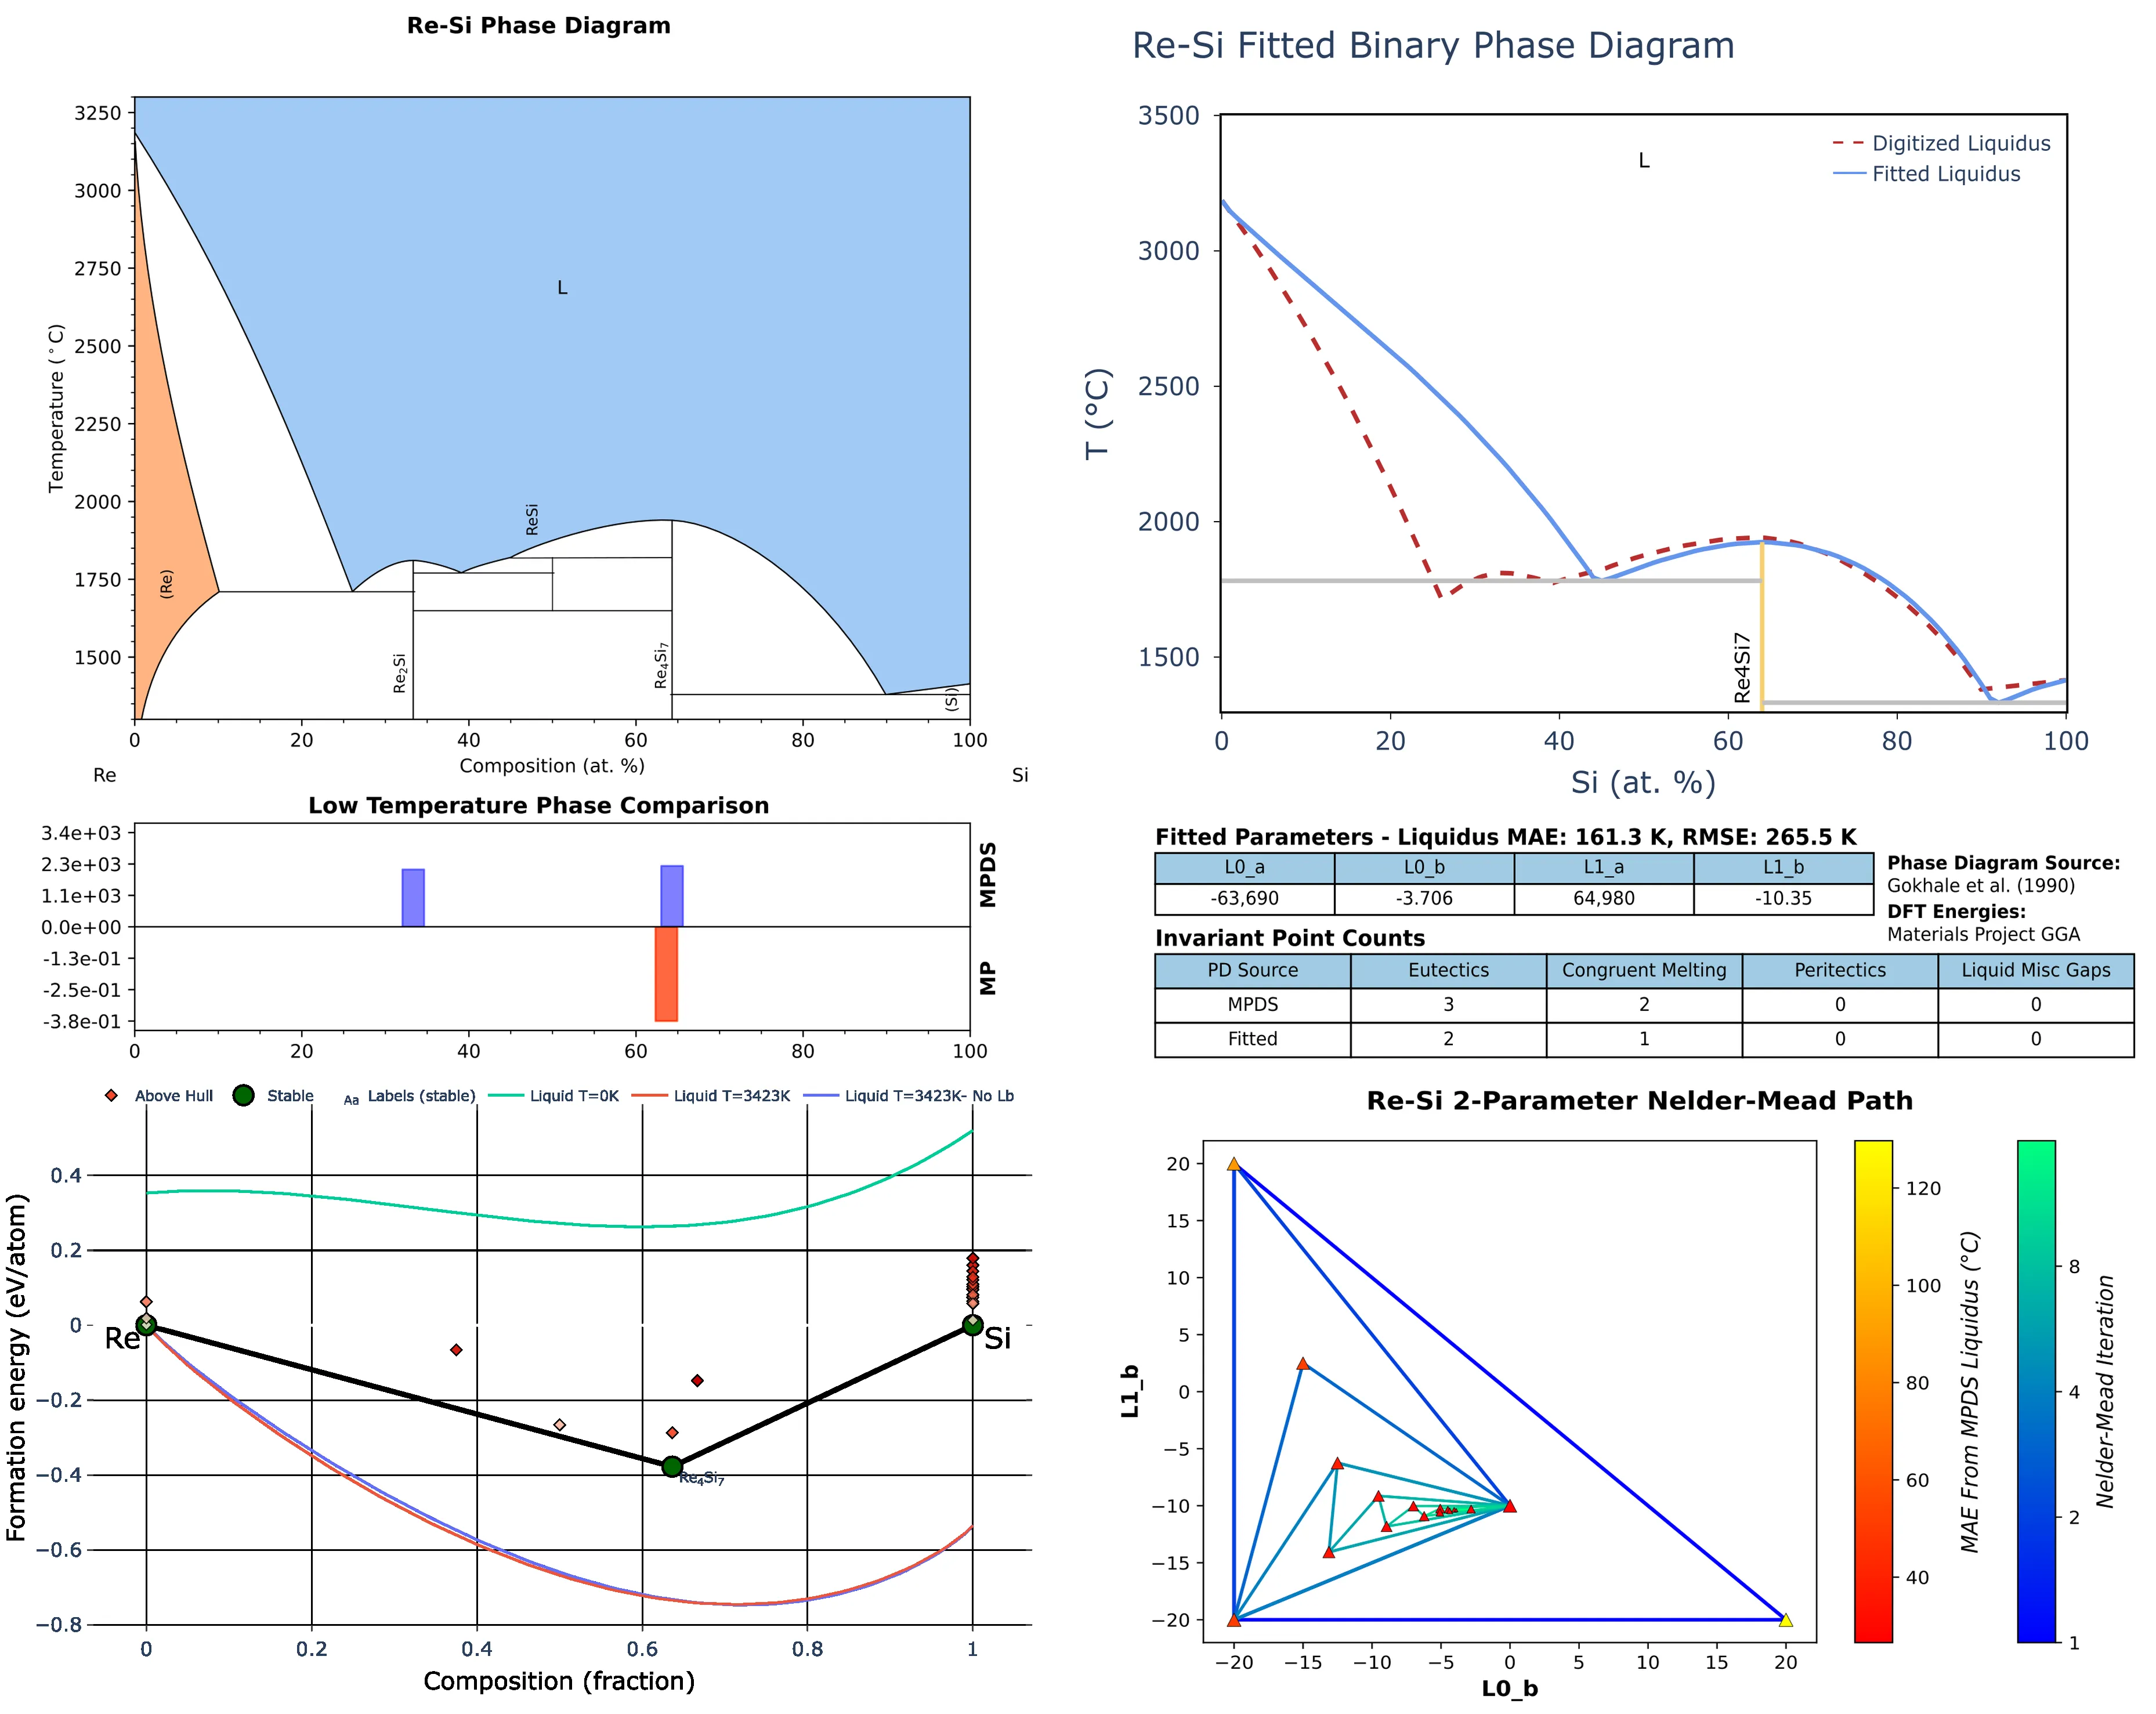 Re-Si Phase Diagram
3250
3000
2750
2500
2250
2000
1750
1500
Temperature (°C)
L
(Re)
Re2Si
ReSi
Re4Si7
(Si)
0 20 40 60 80 100
Composition (at. %)
Re Si
Re-Si Fitted Binary Phase Diagram
3500
3000
2500
2000
1500
T (°C)
L
Digitized Liquidus
Fitted Liquidus
Re4Si7
0 20 40 60 80 100
Si (at. %)
Low Temperature Phase Comparison
3.4e+03
2.3e+03
1.1e+03
0.0e+00
-1.3e-01
-2.5e-01
-3.8e-01
MPDS
MP
0 20 40 60 80 100
Fitted Parameters - Liquidus MAE: 161.3 K, RMSE: 265.5 K
L0_a L0_b L1_a L1_b
-63,690 -3.706 64,980 -10.35
Phase Diagram Source:
Gokhale et al. (1990)
DFT Energies:
Materials Project GGA
Invariant Point Counts
PD Source Eutectics Congruent Melting Peritectics Liquid Misc Gaps
MPDS 3 2 0 0
Fitted 2 1 0 0
Above Hull Stable Aa Labels (stable) Liquid T=0K Liquid T=3423K Liquid T=3423K- No Lb
0.4
0.2
0
−0.2
−0.4
−0.6
−0.8
Formation energy (eV/atom)
Re
Si
Re4Si7
0 0.2 0.4 0.6 0.8 1
Composition (fraction)
Re-Si 2-Parameter Nelder-Mead Path
20
15
10
5
0
−5
−10
−15
−20
L1_b
−20 −15 −10 −5 0 5 10 15 20
L0_b
120
100
80
60
40
MAE From MPDS Liquidus (°C)
8
4
2
1
Nelder-Mead Iteration